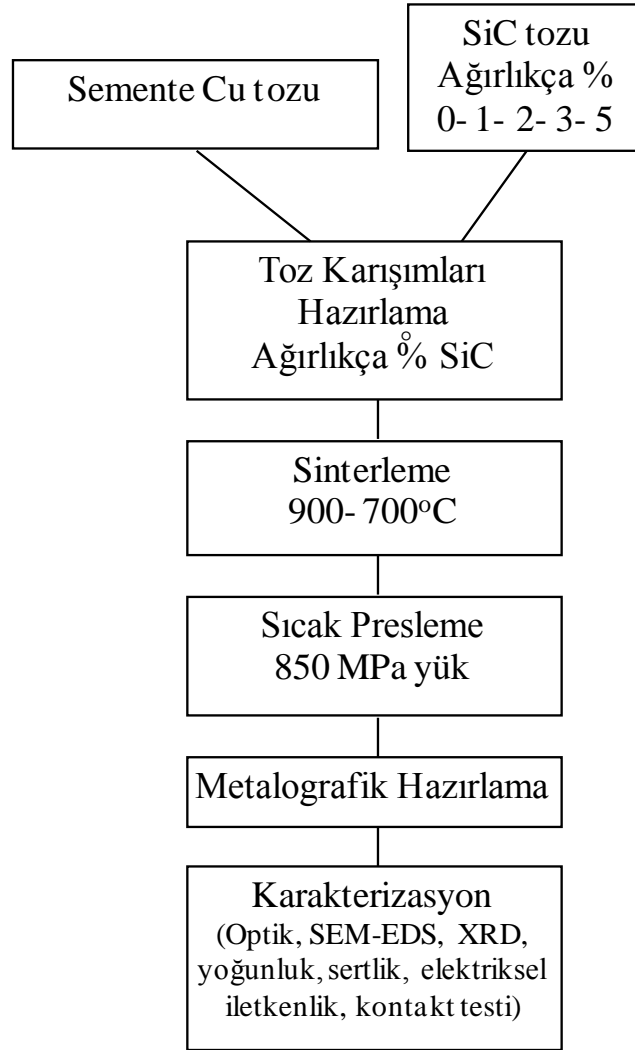 Semente Cu tozu
SiC tozu
Ağırlıkça %
0- 1- 2- 3- 5
Toz Karışımları
Hazırlama
Ağırlıkça % SiC
Sinterleme
900- 700°C
Sıcak Presleme
850 MPa yük
Metalografik Hazırlama
Karakterizasyon
(Optik, SEM-EDS, XRD,
yoğunluk, sertlik, elektriksel
iletkenlik, kontakt testi)